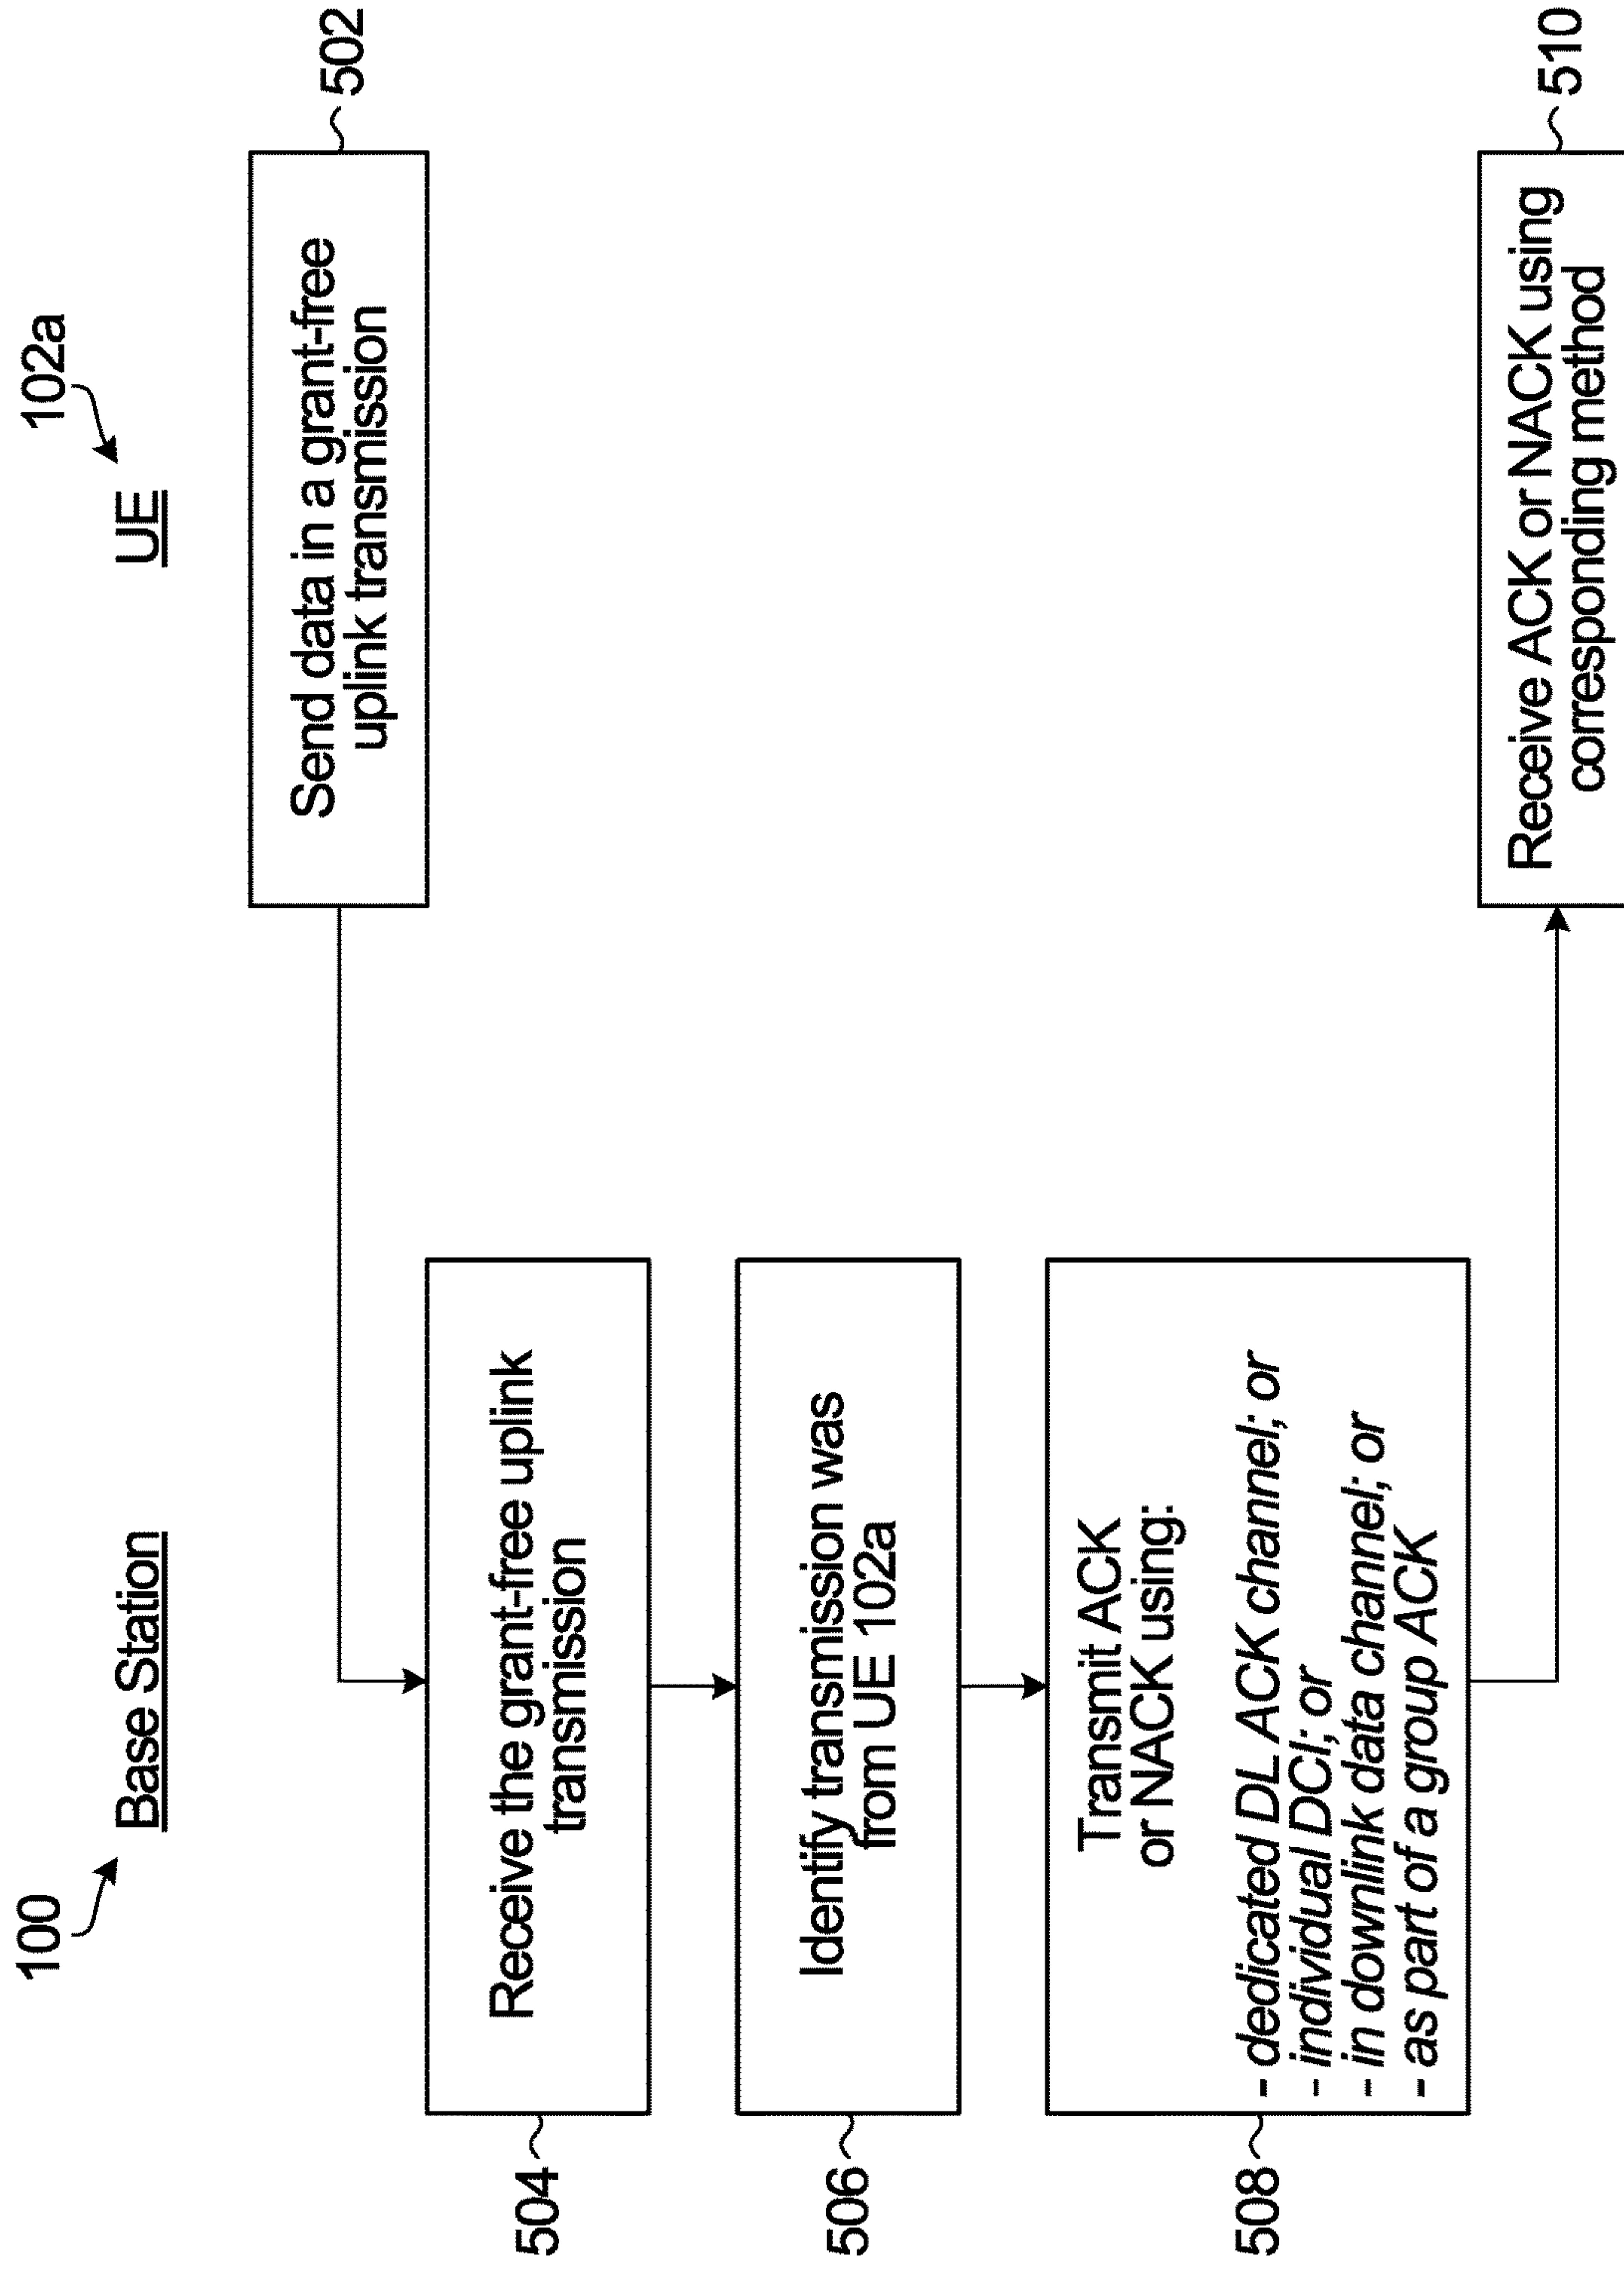 100
Base Station
102a
UE
Send data in a grant-free
uplink transmission
502
Receive the grant-free uplink
transmission
504
Identify transmission was
from UE 102a
506
Transmit ACK
or NACK using:
- dedicated DL ACK channel; or
- individual DCI; or
- in downlink data channel; or
- as part of a group ACK
508
Receive ACK or NACK using
corresponding method
510